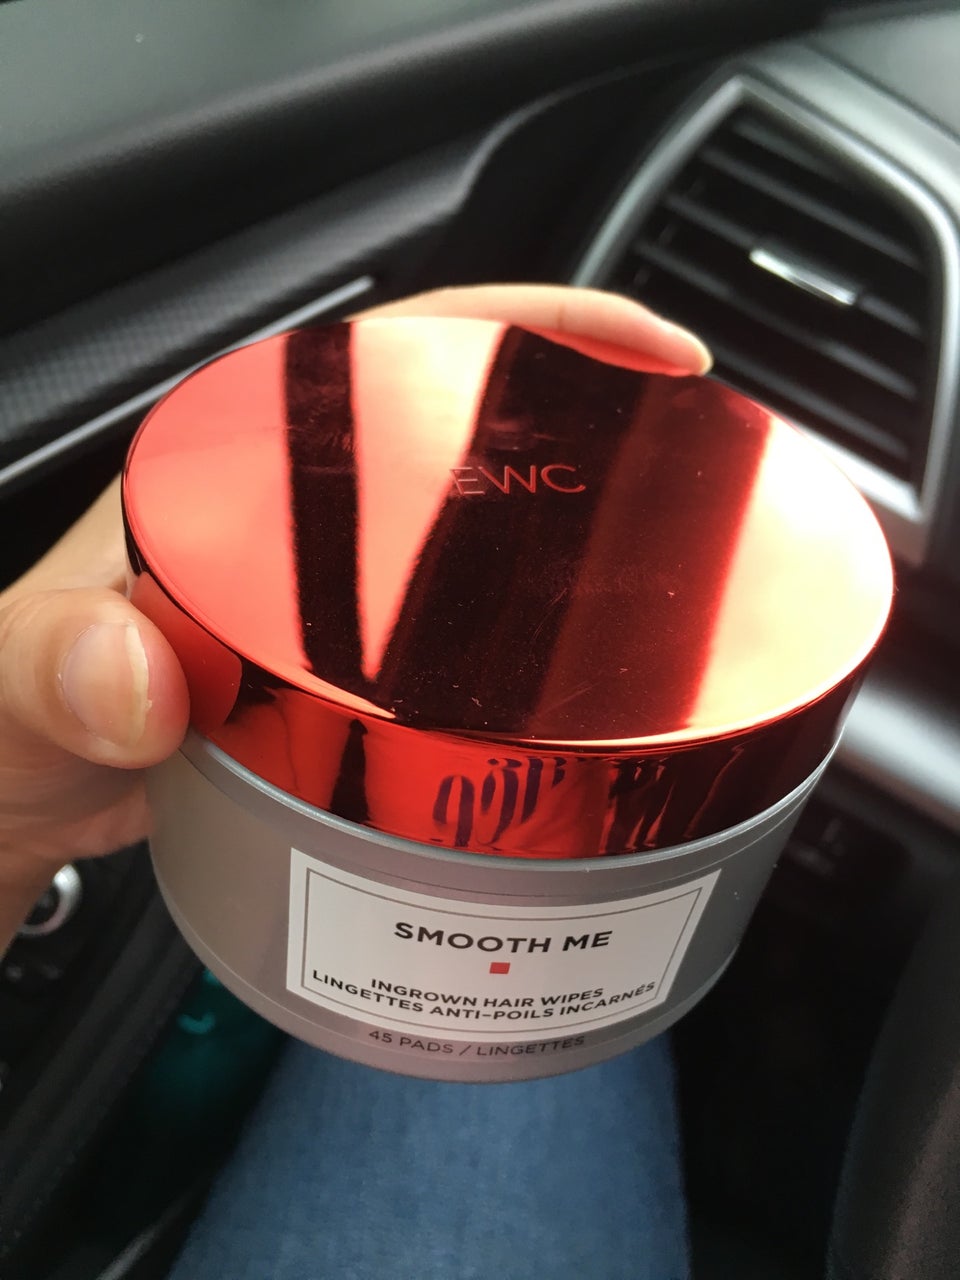 EWC
SMOOTH ME
INGROWN HAIR WIPES
LINGETTES ANTI-POILS INCARNÉS
45 PADS / LINGETTES